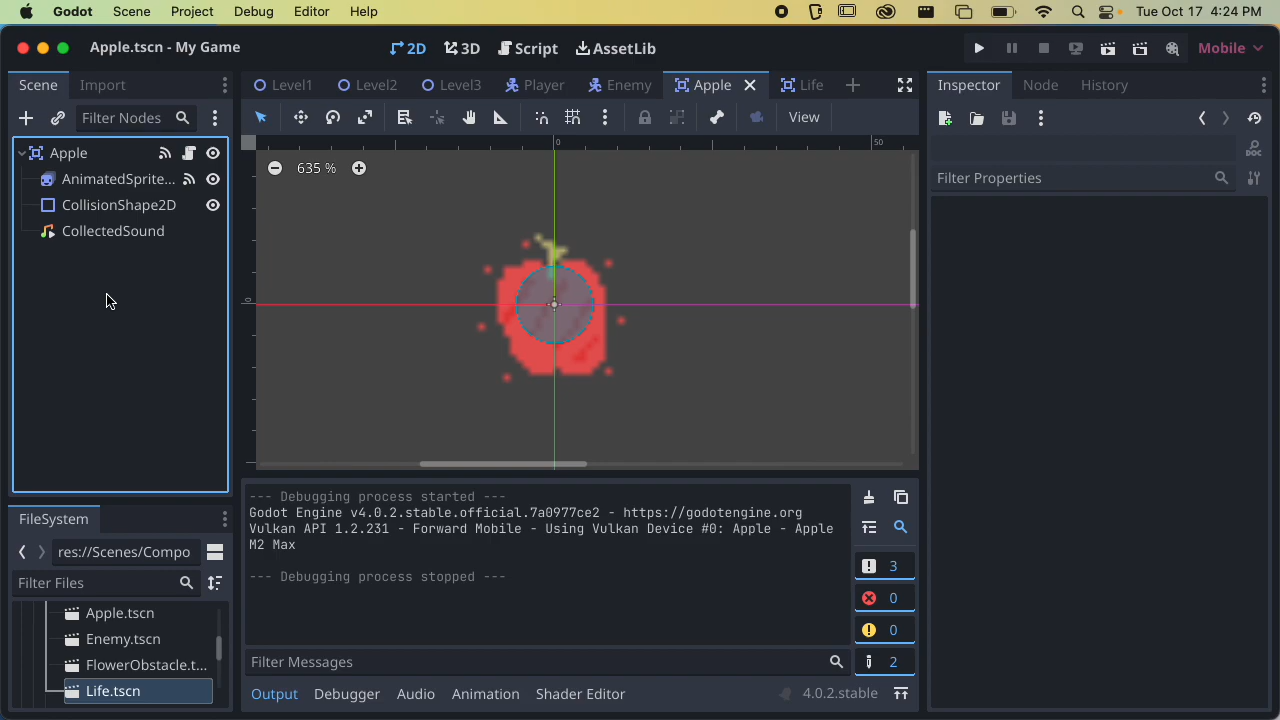 Godot Scene Project Debug Editor Help Tue Oct 17 4:24 PM
Apple.tscn - My Game 2D 3D Script AssetLib Mobile
Scene Import Level1 Level2 Level3 Player Enemy Apple Life Inspector Node History
Filter Nodes View
Apple
AnimatedSprite...
CollisionShape2D
CollectedSound
0 50
635 %
0
Filter Properties
--- Debugging process started ---
Godot Engine v4.0.2.stable.official.7a0977ce2 - https://godotengine.org
Vulkan API 1.2.231 - Forward Mobile - Using Vulkan Device #0: Apple - Apple
M2 Max
--- Debugging process stopped ---
3
0
0
2
Filter Messages
Output Debugger Audio Animation Shader Editor 4.0.2.stable
FileSystem
res://Scenes/Compo
Filter Files
Apple.tscn
Enemy.tscn
FlowerObstacle.t...
Life.tscn